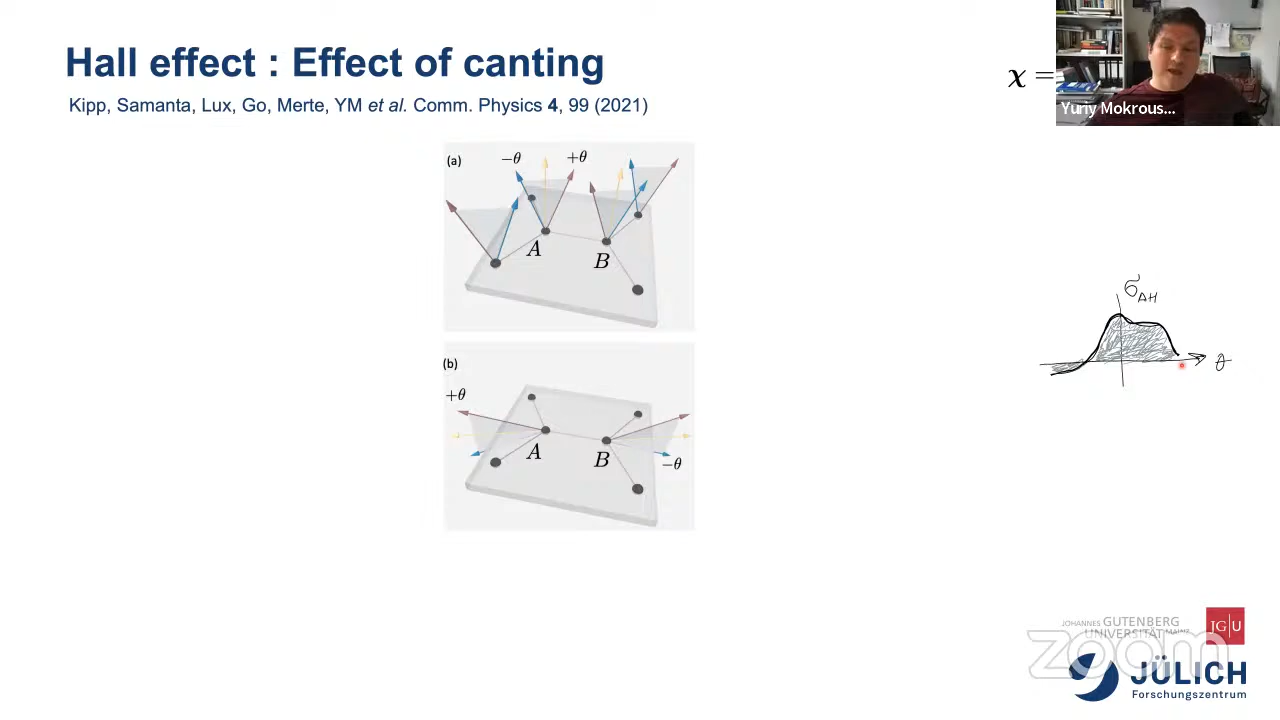 Hall effect : Effect of canting
Kipp, Samanta, Lux, Go, Merte, YM et al. Comm. Physics 4, 99 (2021)
χ =
Yuriy Mokrous...
(a)
−θ
+θ
A
B
σAH
θ
(b)
+θ
A
B
−θ
JOHANNES GUTENBERG
UNIVERSITÄT MAINZ
JG|U
zoom
JÜLICH
Forschungszentrum